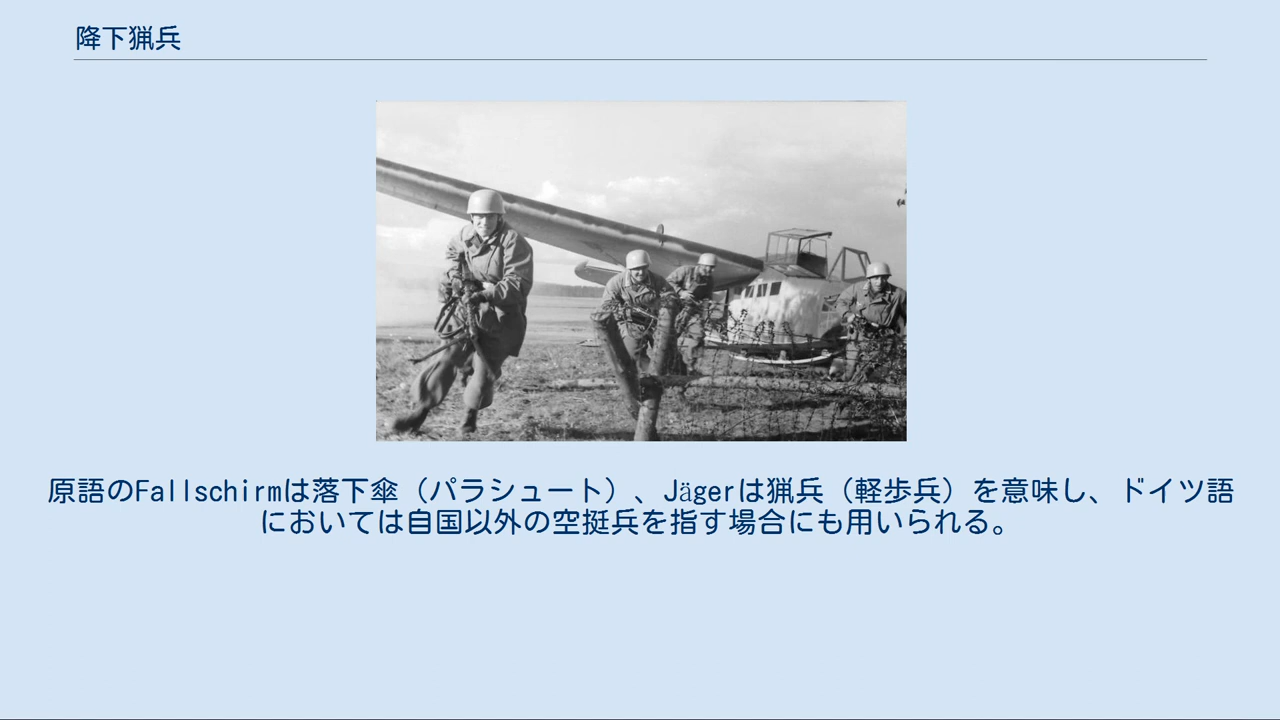 降下猟兵
原語のFallschirmは落下傘（パラシュート）、Jägerは猟兵（軽歩兵）を意味し、ドイツ語
においては自国以外の空挺兵を指す場合にも用いられる。